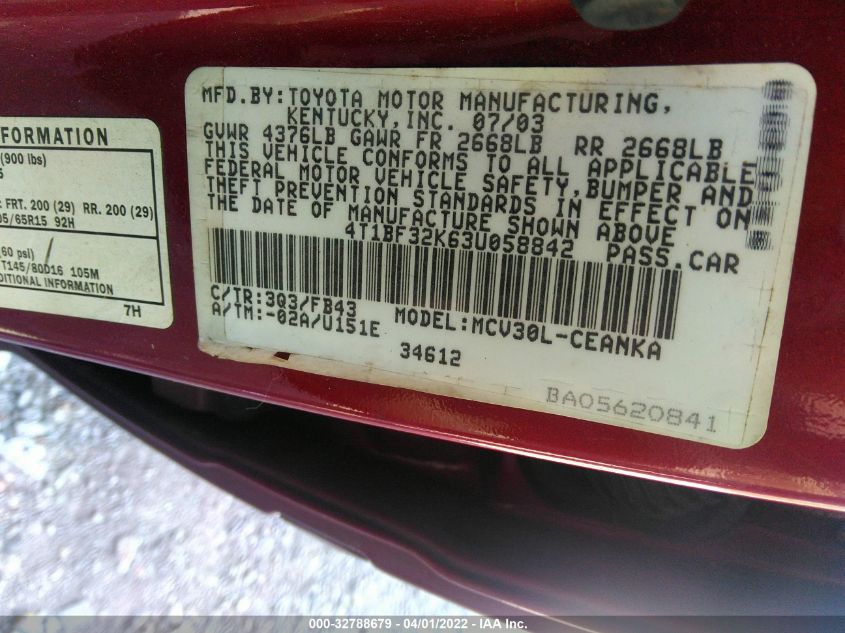 FORMATION
(900 lbs)
5
: FRT. 200 (29) RR. 200 (29)
05/65R15 92H
(60 psi)
T145/80D16 105M
DITIONAL INFORMATION
7H
MFD.BY:TOYOTA MOTOR MANUFACTURING,
KENTUCKY,INC. 07/03
GVWR 4376LB GAWR FR 2668LB RR 2668LB
THIS VEHICLE CONFORMS TO ALL APPLICABLE
FEDERAL MOTOR VEHICLE SAFETY,BUMPER AND
THEFT PREVENTION STANDARDS IN EFFECT ON
THE DATE OF MANUFACTURE SHOWN ABOVE
4T1BF32K63U058842 PASS.CAR
C/TR:3Q3/FB43
A/TM:-02A/U151E MODEL:MCV30L-CEANKA
34612
BA05620841
000-32788679 - 04/01/2022 - IAA Inc.